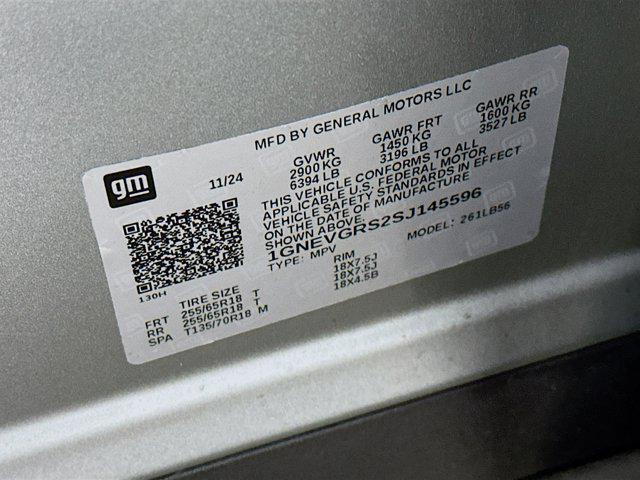 gm
11/24
MFD BY GENERAL MOTORS LLC
GVWR GAWR FRT GAWR RR
2900 KG 1450 KG 1600 KG
6394 LB 3196 LB 3527 LB
THIS VEHICLE CONFORMS TO ALL
APPLICABLE U.S. FEDERAL MOTOR
VEHICLE SAFETY STANDARDS IN EFFECT
ON THE DATE OF MANUFACTURE
SHOWN ABOVE.
1GNEVGRS2SJ145596
TYPE: MPV MODEL: 261LB56
130H
TIRE SIZE RIM
FRT 255/65R18 T 18X7.5J
RR 255/65R18 T 18X7.5J
SPA T135/70R18 M 18X4.5B